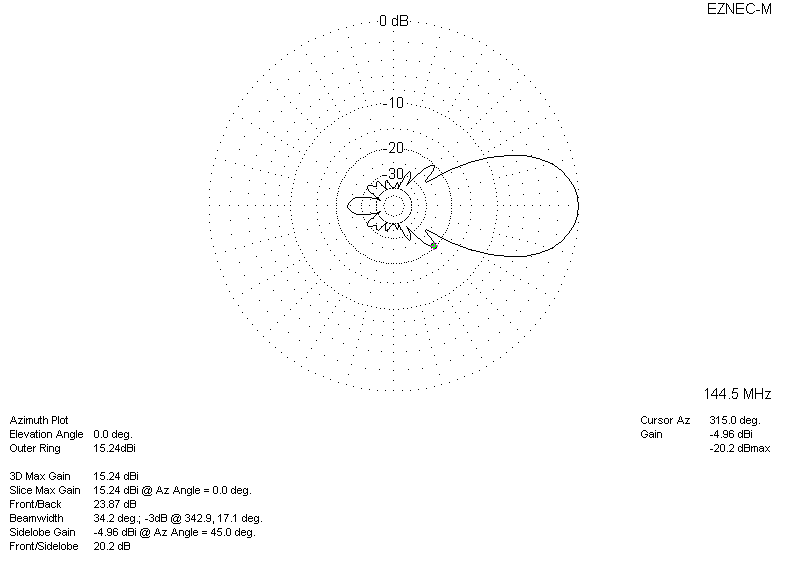 EZNEC-M
0 dB
-10
-20
-30
144.5 MHz
Azimuth Plot
Elevation Angle 0.0 deg.
Outer Ring 15.24dBi
Cursor Az 315.0 deg.
Gain -4.96 dBi
-20.2 dBmax
3D Max Gain 15.24 dBi
Slice Max Gain 15.24 dBi @ Az Angle = 0.0 deg.
Front/Back 23.87 dB
Beamwidth 34.2 deg.; -3dB @ 342.9, 17.1 deg.
Sidelobe Gain -4.96 dBi @ Az Angle = 45.0 deg.
Front/Sidelobe 20.2 dB